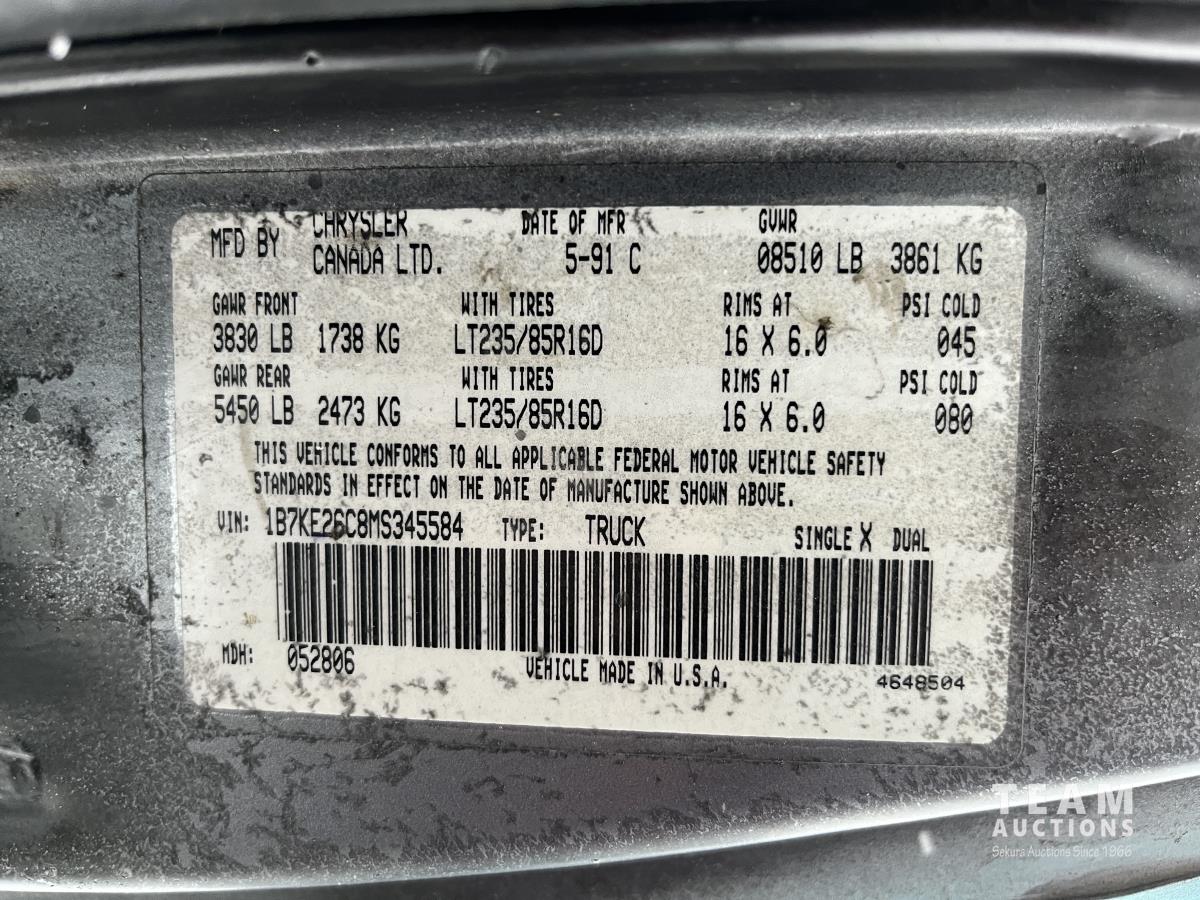 MFD BY CHRYSLER CANADA LTD. DATE OF MFR 5-91 C GVWR 08510 LB 3861 KG
GAWR FRONT WITH TIRES RIMS AT PSI COLD
3830 LB 1738 KG LT235/85R16D 16 X 6.0 045
GAWR REAR WITH TIRES RIMS AT PSI COLD
5450 LB 2473 KG LT235/85R16D 16 X 6.0 080
THIS VEHICLE CONFORMS TO ALL APPLICABLE FEDERAL MOTOR VEHICLE SAFETY
STANDARDS IN EFFECT ON THE DATE OF MANUFACTURE SHOWN ABOVE.
VIN: 1B7KE26C8MS345584 TYPE: TRUCK SINGLE X DUAL
MDH: 052806 VEHICLE MADE IN U.S.A. 4648504
TEAM
AUCTIONS
Sekura Auctions Since 1966